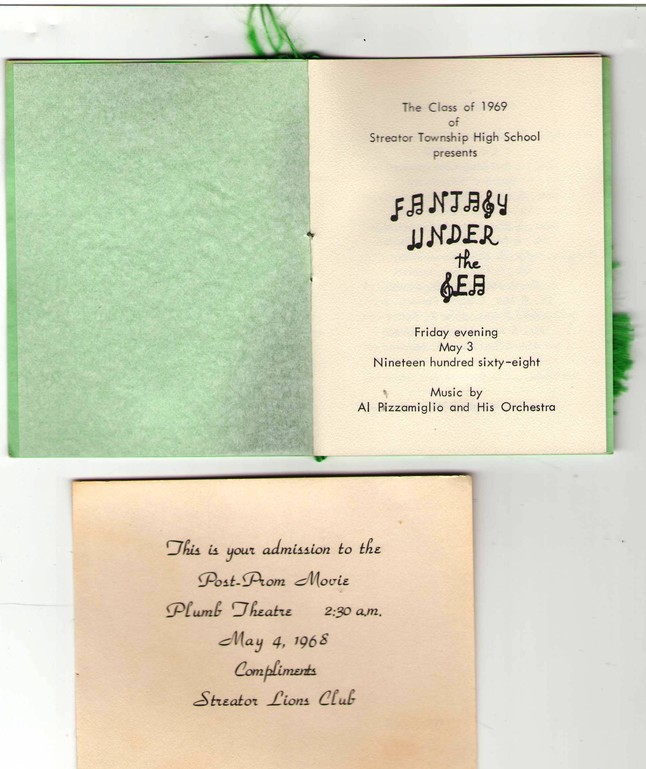 The Class of 1969
of
Streator Township High School
presents
FANTASY
UNDER
the
SEA
Friday evening
May 3
Nineteen hundred sixty-eight
Music by
Al Pizzamiglio and His Orchestra
This is your admission to the
Post-Prom Movie
Plumb Theatre 2:30 a.m.
May 4, 1968
Compliments
Streator Lions Club